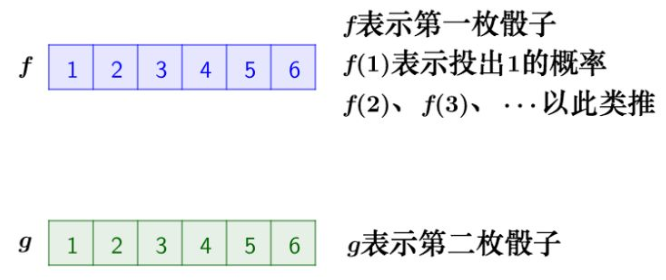 f 1 2 3 4 5 6
f表示第一枚骰子
f(1)表示投出1的概率
f(2)、f(3)、⋯以此类推
g 1 2 3 4 5 6
g表示第二枚骰子